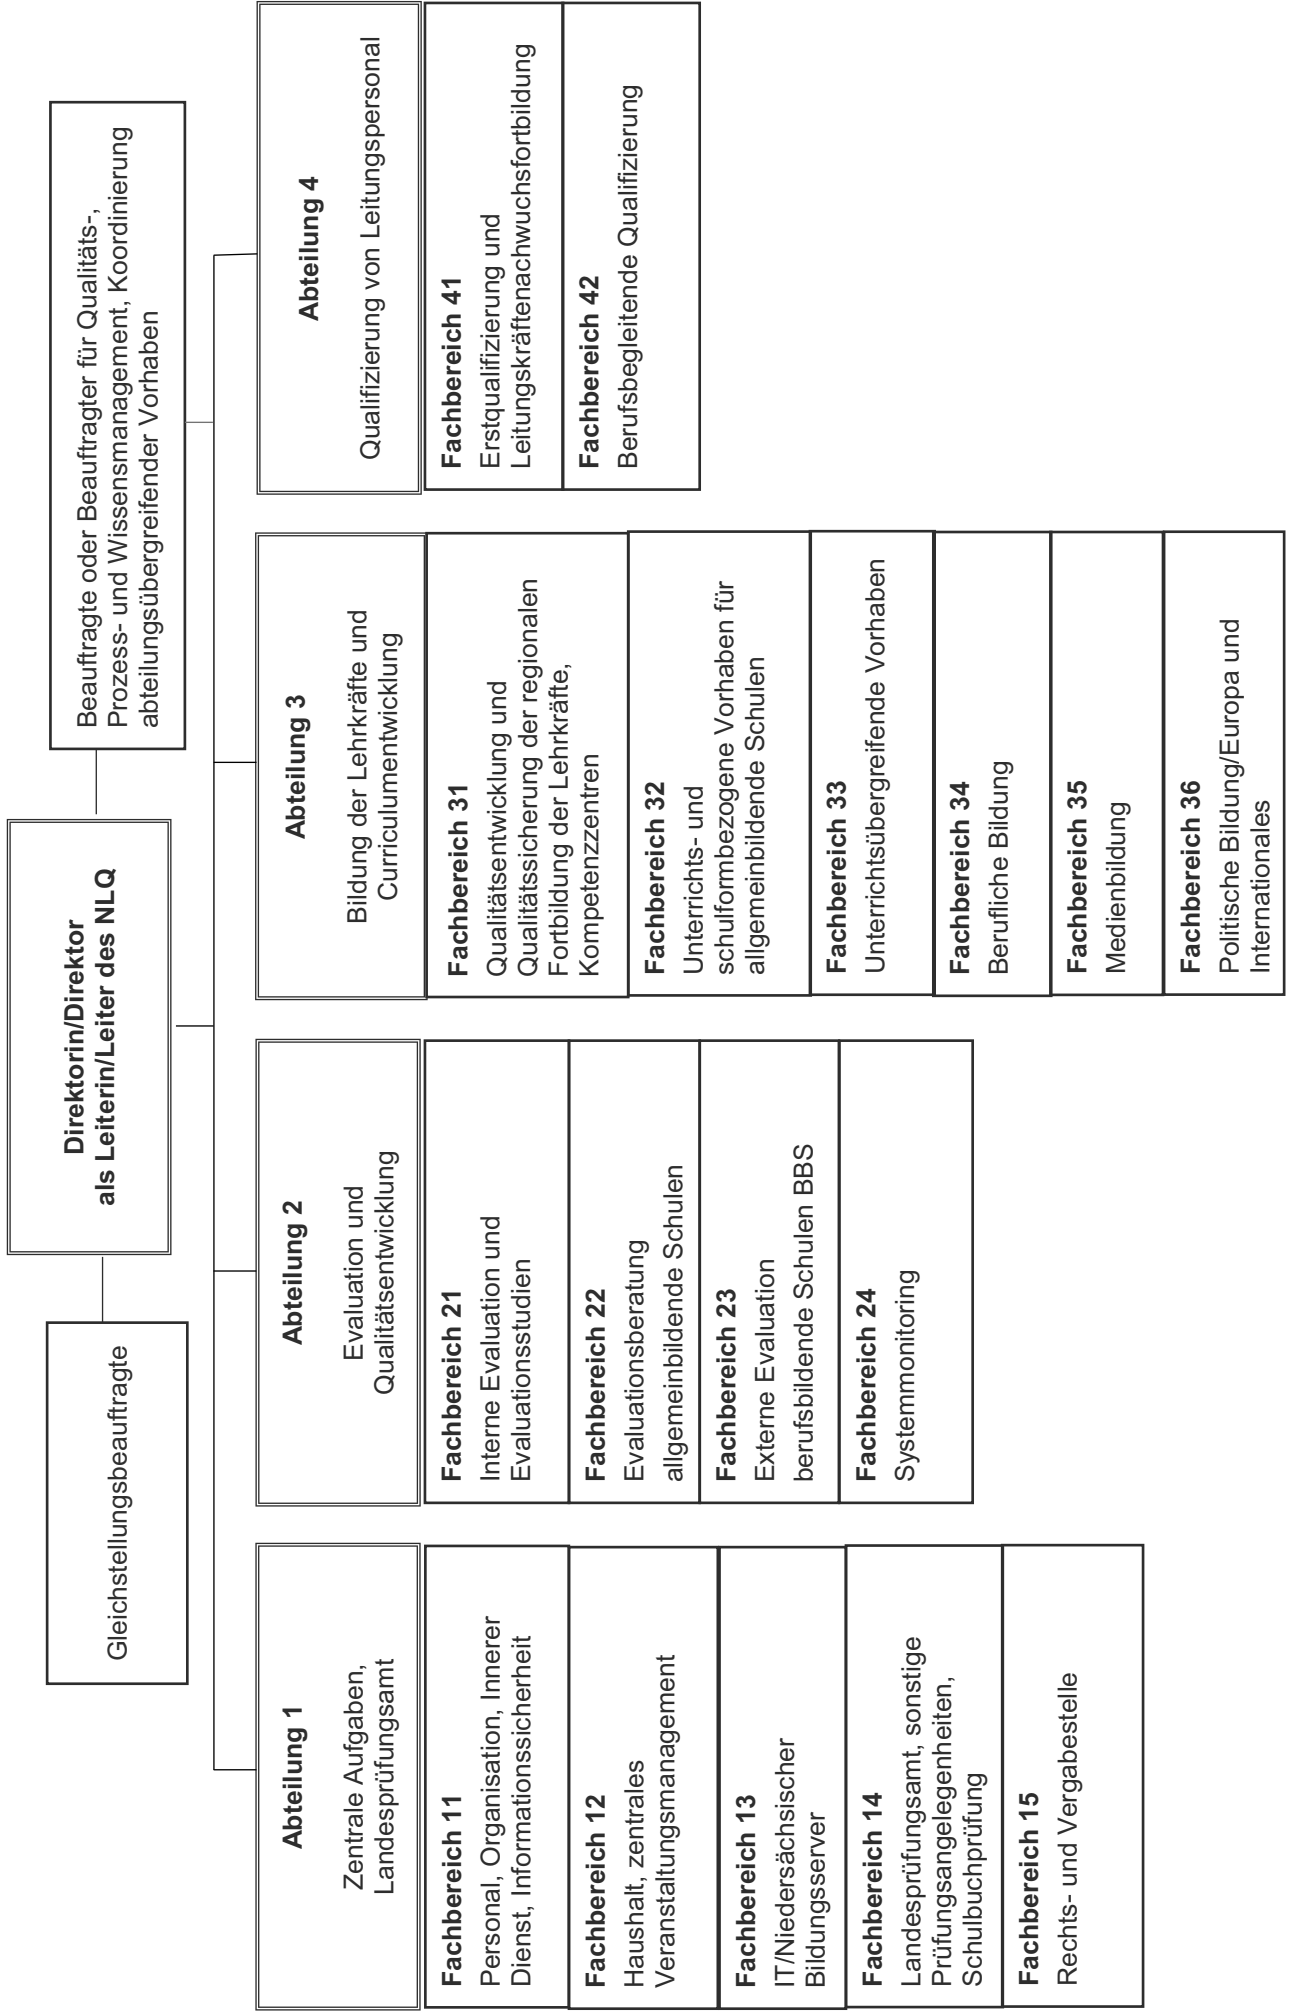 Direktorin/Direktor
als Leiterin/Leiter des NLQ
Gleichstellungsbeauftragte
Beauftragte oder Beauftragter für Qualitäts-,
Prozess- und Wissensmanagement, Koordinierung
abteilungsübergreifender Vorhaben
Abteilung 1
Zentrale Aufgaben,
Landesprüfungsamt
Fachbereich 11
Personal, Organisation, Innerer
Dienst, Informationssicherheit
Fachbereich 12
Haushalt, zentrales
Veranstaltungsmanagement
Fachbereich 13
IT/Niedersächsischer
Bildungsserver
Fachbereich 14
Landesprüfungsamt, sonstige
Prüfungsangelegenheiten,
Schulbuchprüfung
Fachbereich 15
Rechts- und Vergabestelle
Abteilung 2
Evaluation und
Qualitätsentwicklung
Fachbereich 21
Interne Evaluation und
Evaluationsstudien
Fachbereich 22
Evaluationsberatung
allgemeinbildende Schulen
Fachbereich 23
Externe Evaluation
berufsbildende Schulen BBS
Fachbereich 24
Systemmonitoring
Abteilung 3
Bildung der Lehrkräfte und
Curriculumentwicklung
Fachbereich 31
Qualitätsentwicklung und
Qualitätssicherung der regionalen
Fortbildung der Lehrkräfte,
Kompetenzzentren
Fachbereich 32
Unterrichts- und
schulformbezogene Vorhaben für
allgemeinbildende Schulen
Fachbereich 33
Unterrichtsübergreifende Vorhaben
Fachbereich 34
Berufliche Bildung
Fachbereich 35
Medienbildung
Fachbereich 36
Politische Bildung/Europa und
Internationales
Abteilung 4
Qualifizierung von Leitungspersonal
Fachbereich 41
Erstqualifizierung und
Leitungskräftenachwuchsfortbildung
Fachbereich 42
Berufsbegleitende Qualifizierung